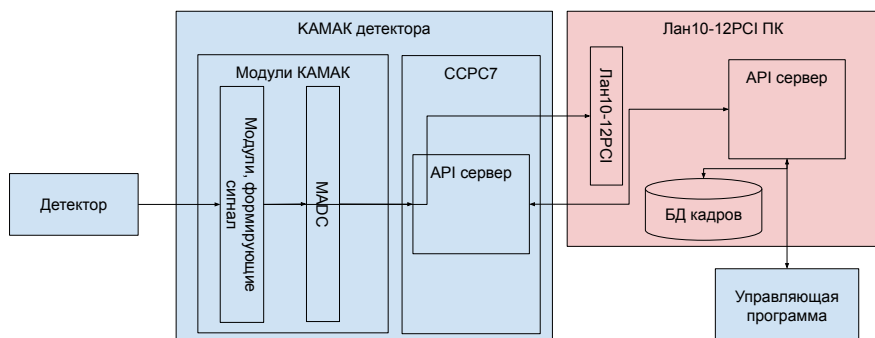 КАМАК детектора
Лан10-12PCI ПК
Модули КАМАК
CCPC7
Лан10-12PCI
API сервер
Модули, формирующие
сигнал
MADC
API сервер
Детектор
БД кадров
Управляющая
программа